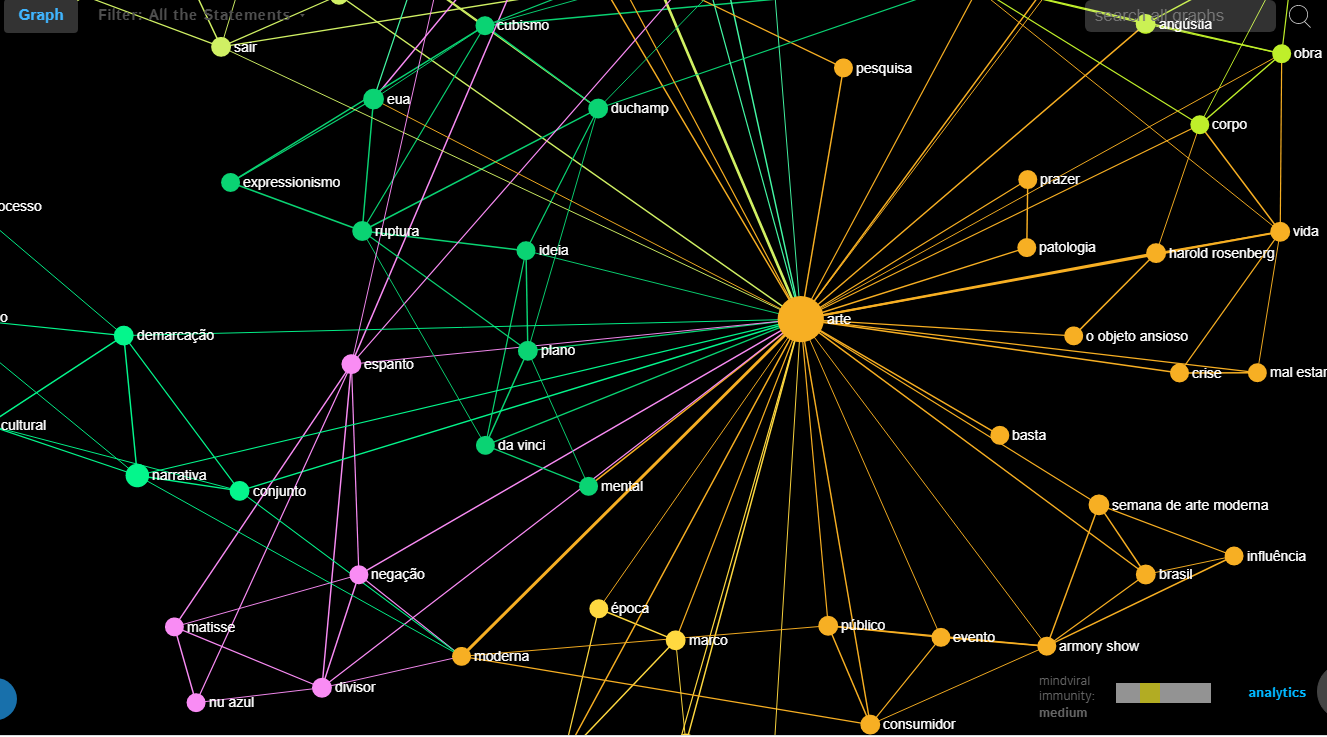 Graph
Filter: All the Statements
search all graphs
cubismo
angústia
sair
obra
pesquisa
eua
duchamp
corpo
expressionismo
prazer
ocesso
ruptura
vida
ideia
patologia
harold rosenberg
o
arte
demarcação
o objeto ansioso
plano
espanto
crise
mal estar
cultural
basta
da vinci
narrativa
mental
conjunto
semana de arte moderna
influência
negação
brasil
época
matisse
público
marco
evento
armory show
moderna
mindviral
immunity:
medium
divisor
analytics
nu azul
consumidor